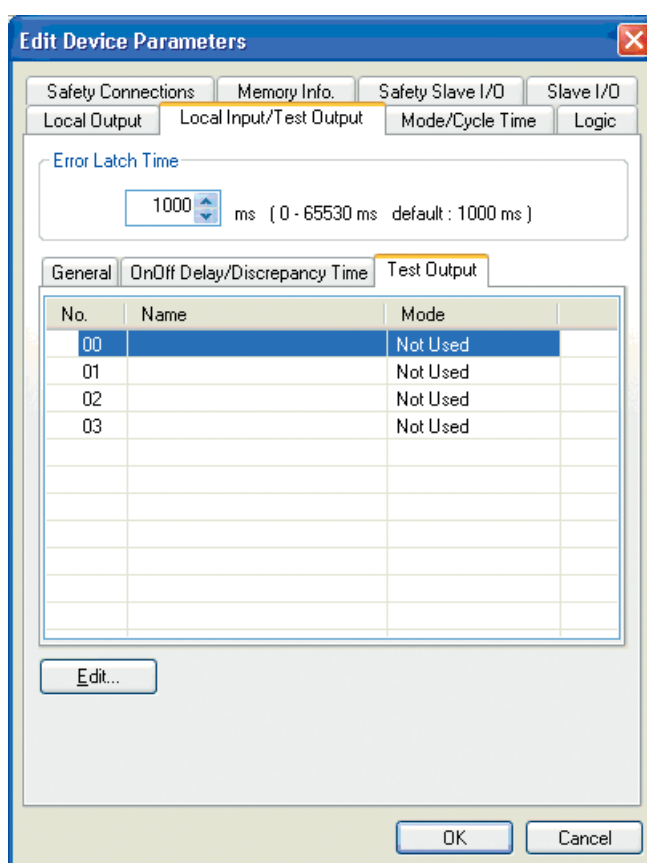 Edit Device Parameters
Safety Connections Memory Info. Safety Slave I/O Slave I/O
Local Output Local Input/Test Output Mode/Cycle Time Logic
Error Latch Time
1000 ms ( 0 - 65530 ms default : 1000 ms )
General OnOff Delay/Discrepancy Time Test Output
No. Name Mode
00 Not Used
01 Not Used
02 Not Used
03 Not Used
Edit...
OK Cancel